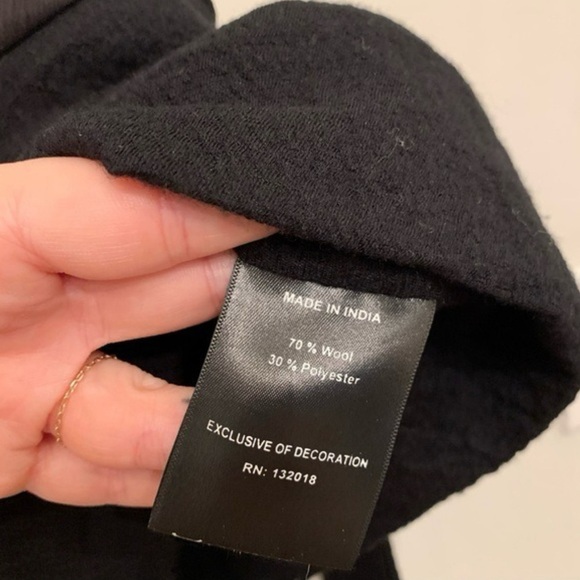 MADE IN INDIA
70 % Wool
30 % Polyester
EXCLUSIVE OF DECORATION
RN: 132018